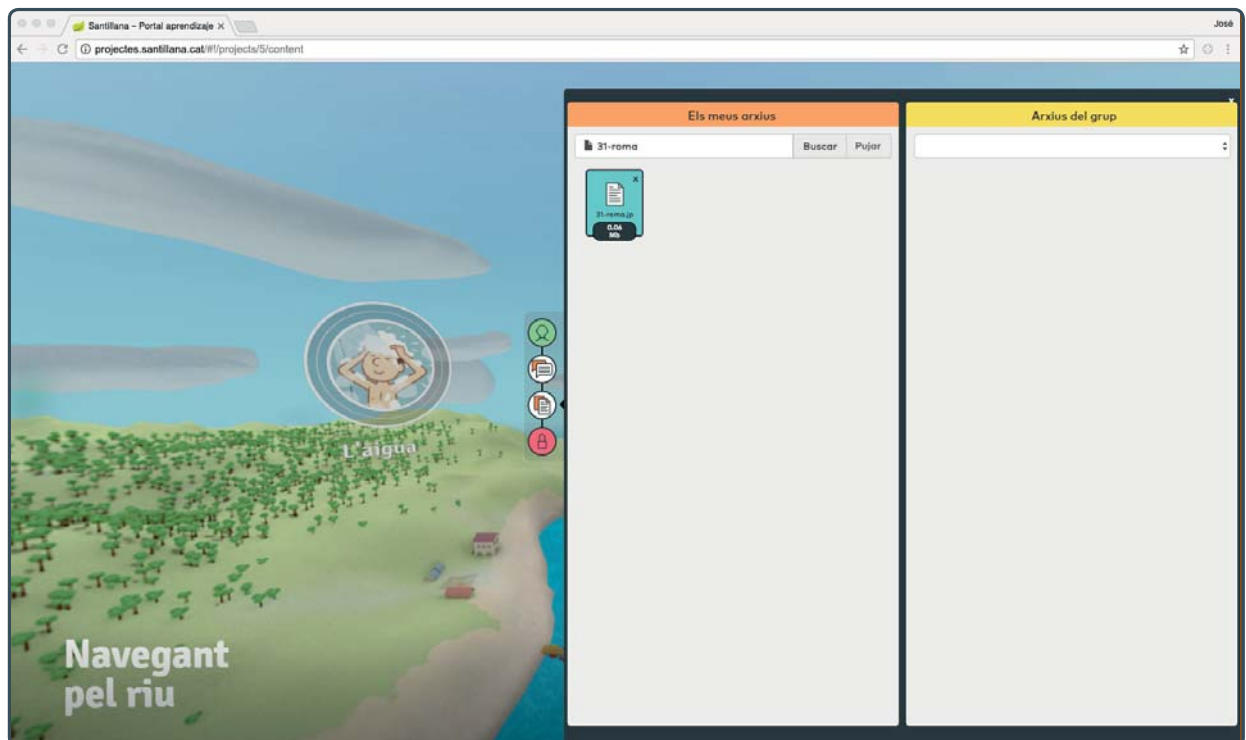 Santillana – Portal aprendizaje
José
projectes.santillana.cat/#!/projects/5/content
Els meus arxius
Arxius del grup
31-roma
Buscar
Pujar
31-roma.jp
0.06
Mb
L'aigua
Navegant
pel riu